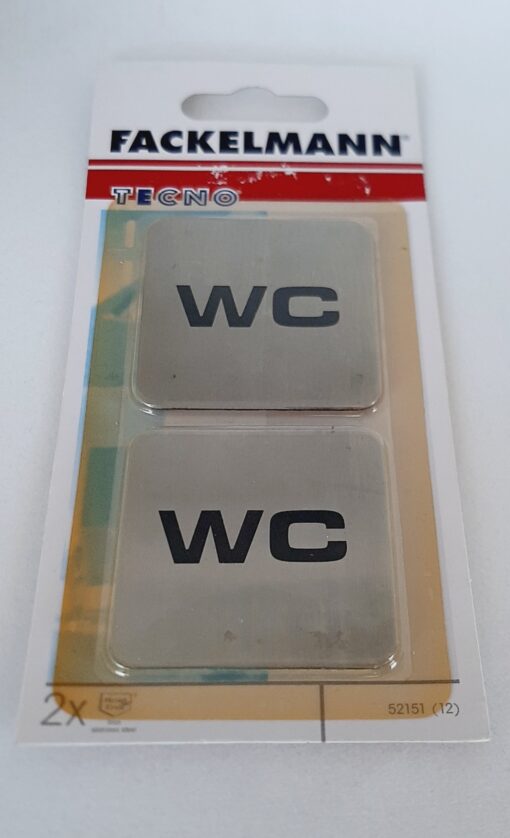 FACKELMANN®
TECNO®
WC
WC
2x
52151 (12)